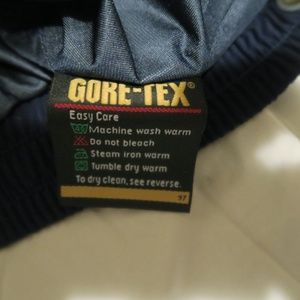 GORE-TEX®
Easy Care
Machine wash warm
Do not bleach
Steam iron warm
Tumble dry warm
To dry clean, see reverse.
97